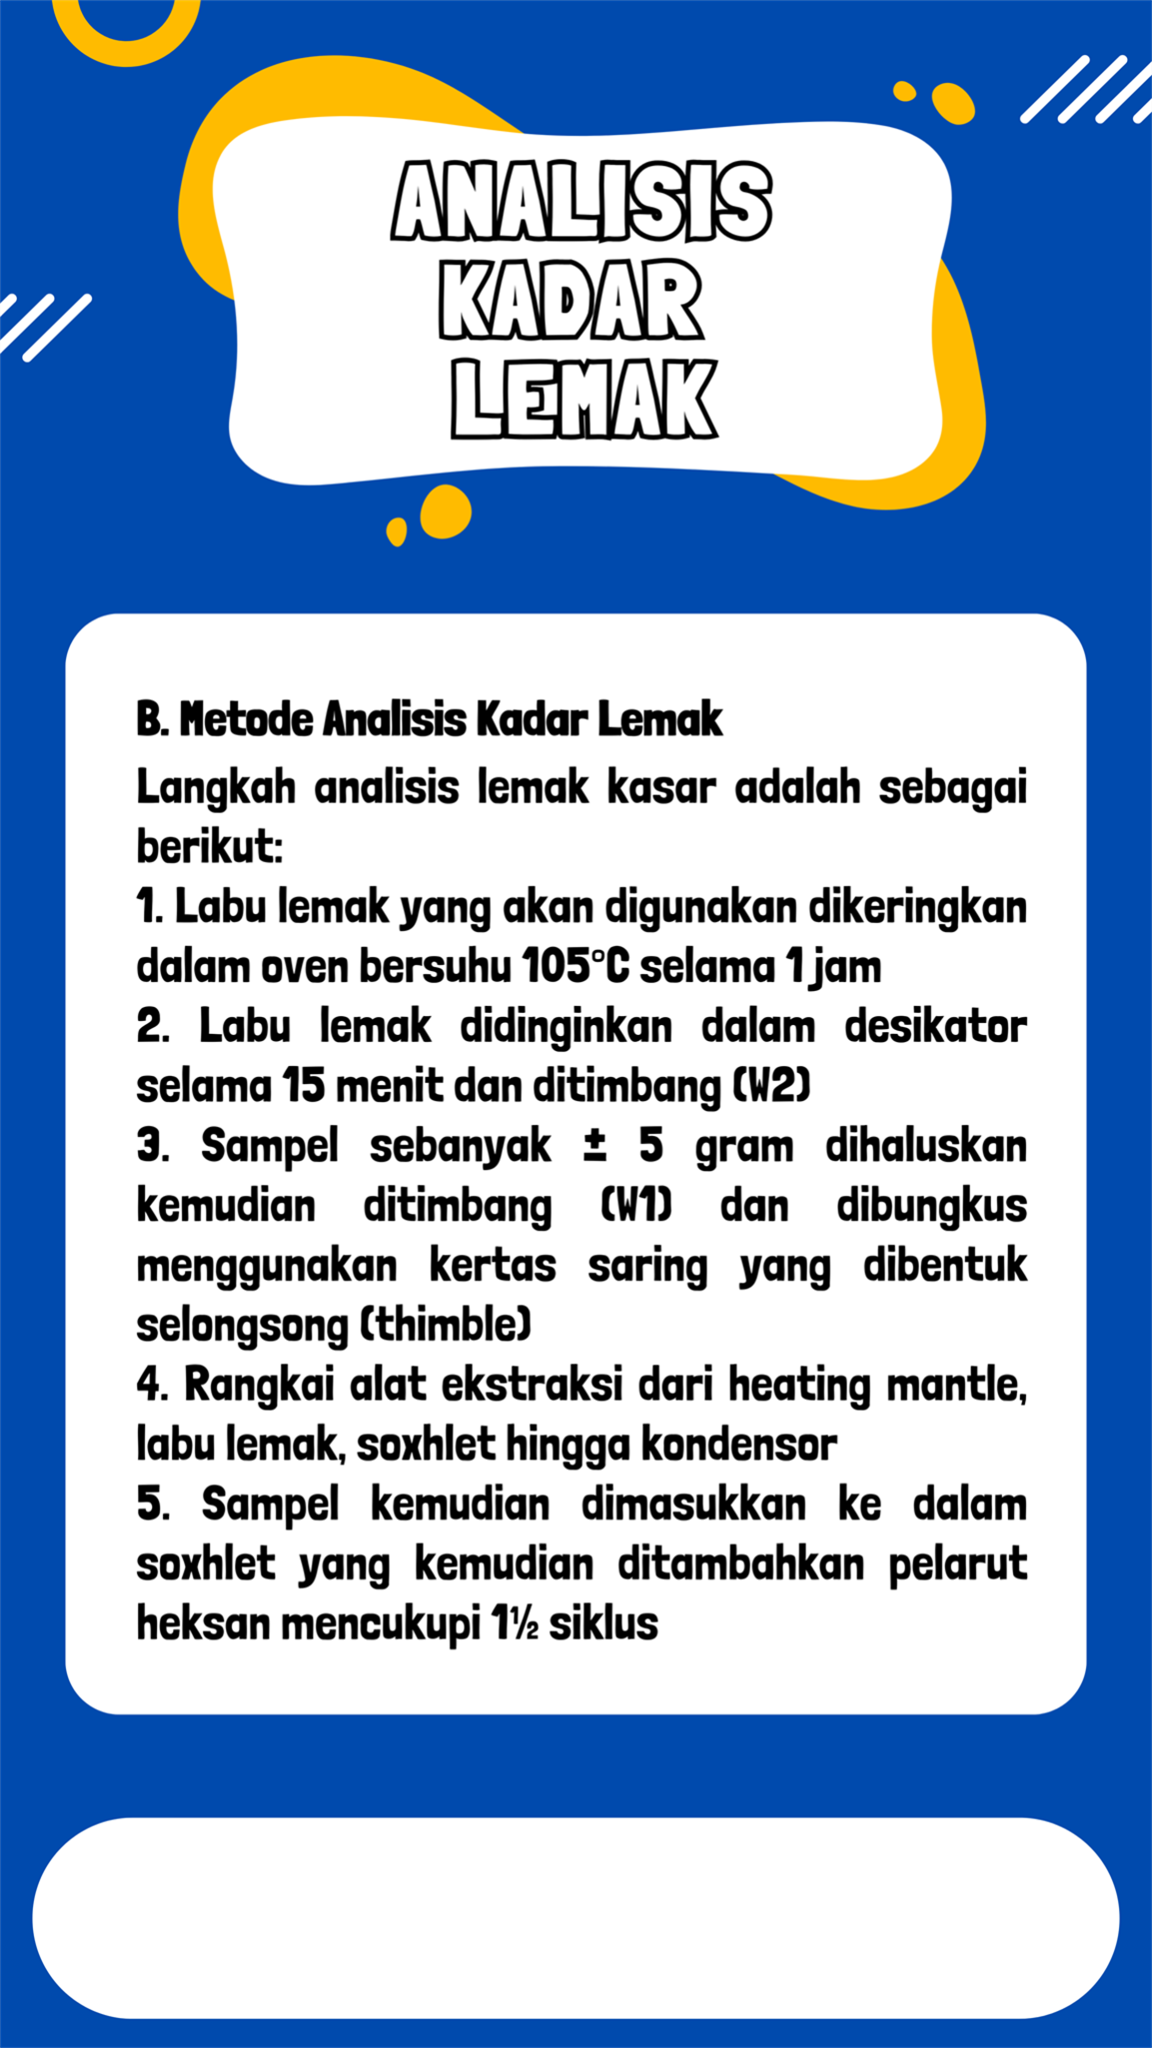 ANALISIS
KADAR
LEMAK
B. Metode Analisis Kadar Lemak
Langkah analisis lemak kasar adalah sebagai
berikut:
1. Labu lemak yang akan digunakan dikeringkan
dalam oven bersuhu 105°C selama 1 jam
2. Labu lemak didinginkan dalam desikator
selama 15 menit dan ditimbang (W2)
3. Sampel sebanyak ± 5 gram dihaluskan
kemudian ditimbang (W1) dan dibungkus
menggunakan kertas saring yang dibentuk
selongsong (thimble)
4. Rangkai alat ekstraksi dari heating mantle,
labu lemak, soxhlet hingga kondensor
5. Sampel kemudian dimasukkan ke dalam
soxhlet yang kemudian ditambahkan pelarut
heksan mencukupi 1½ siklus